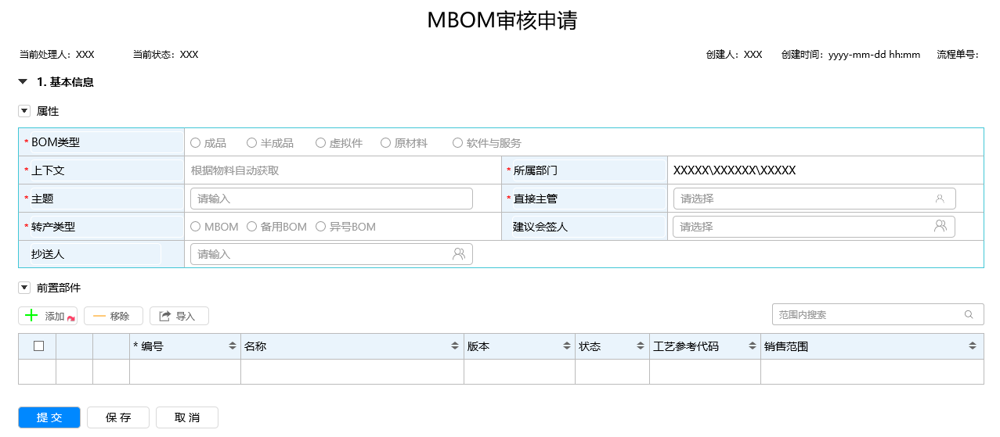 MBOM审核申请
当前处理人：XXX 当前状态：XXX 创建人：XXX 创建时间：yyyy-mm-dd hh:mm 流程单号：
1. 基本信息
属性
* BOM类型 成品 半成品 虚拟件 原材料 软件与服务
* 上下文 根据物料自动获取 * 所属部门 XXXXX\XXXXXX\XXXXX
* 主题 请输入 * 直接主管 请选择
* 转产类型 MBOM 备用BOM 异号BOM 建议会签人 请选择
抄送人 请输入
前置部件
添加 移除 导入 范围内搜索
* 编号 名称 版本 状态 工艺参考代码 销售范围
提交 保存 取消